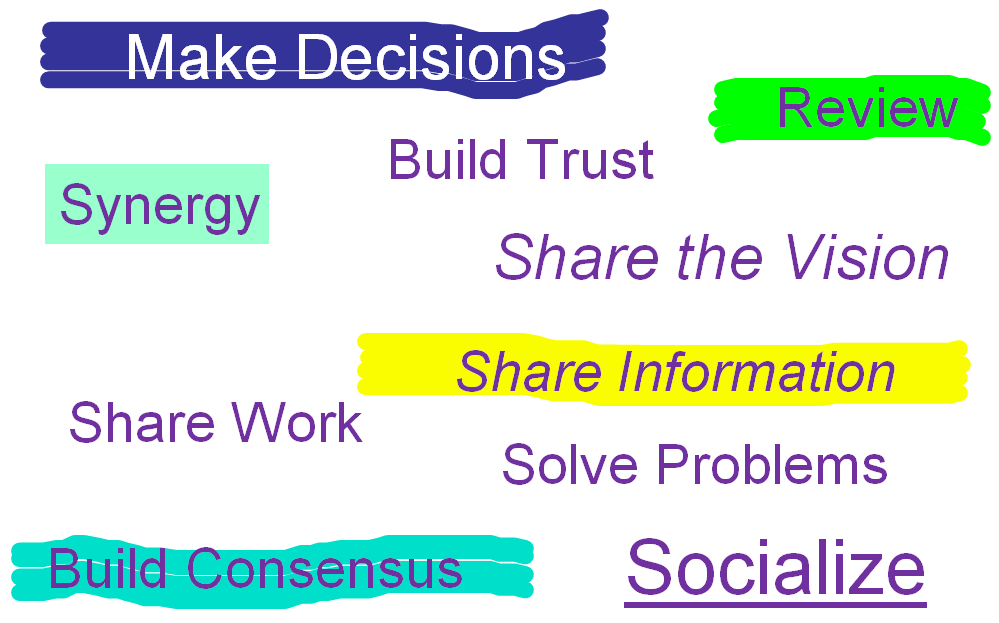 Make Decisions
Review
Build Trust
Synergy
Share the Vision
Share Information
Share Work
Solve Problems
Build Consensus
Socialize